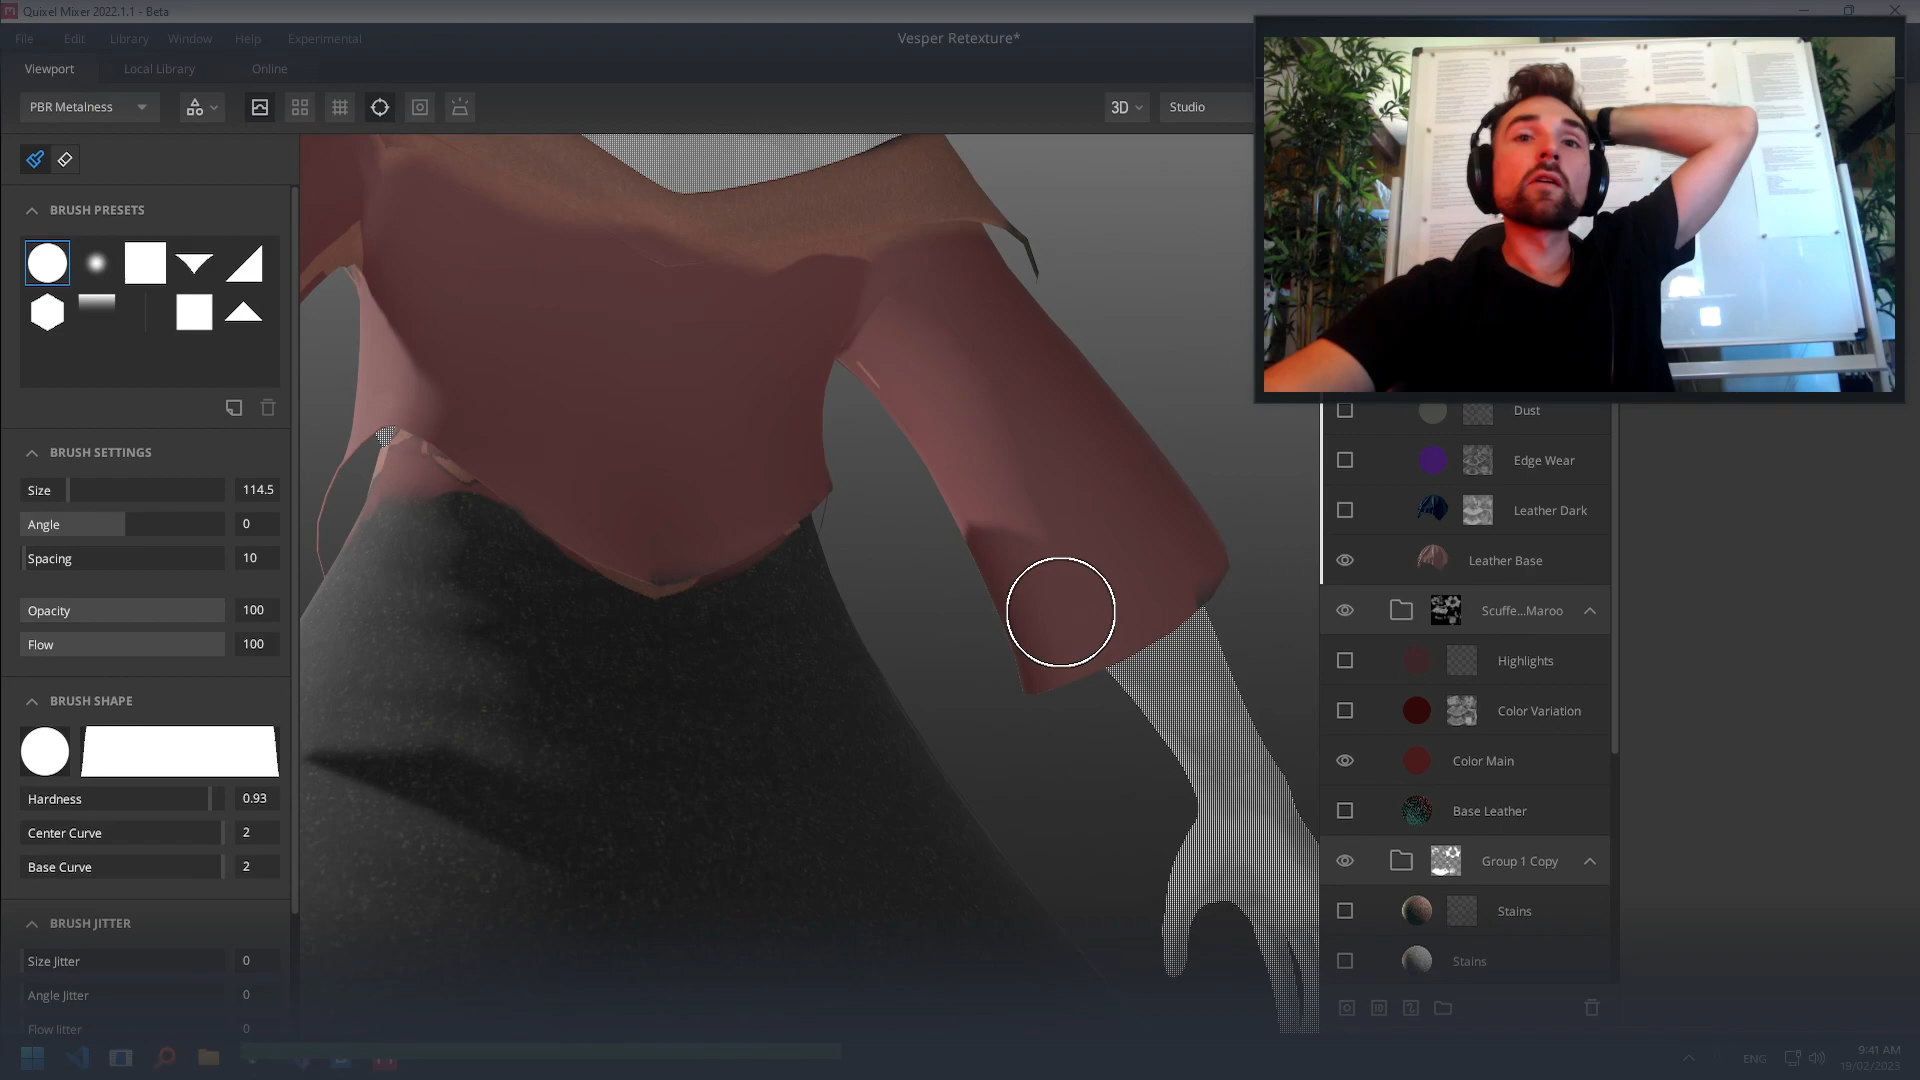 Quixel Mixer 2022.1.1 - Beta
File Edit Library Window Help Experimental
Vesper Retexture*
Viewport Local Library Online
PBR Metalness
3D Studio
BRUSH PRESETS
BRUSH SETTINGS
Size 114.5
Angle 0
Spacing 10
Opacity 100
Flow 100
BRUSH SHAPE
Hardness 0.93
Center Curve 2
Base Curve 2
BRUSH JITTER
Size Jitter 0
Angle Jitter 0
Flow Jitter 0
Dust
Edge Wear
Leather Dark
Leather Base
Scuffe...Maroo
Highlights
Color Variation
Color Main
Base Leather
Group 1 Copy
Stains
Stains
ENG
9:41 AM
19/02/2023